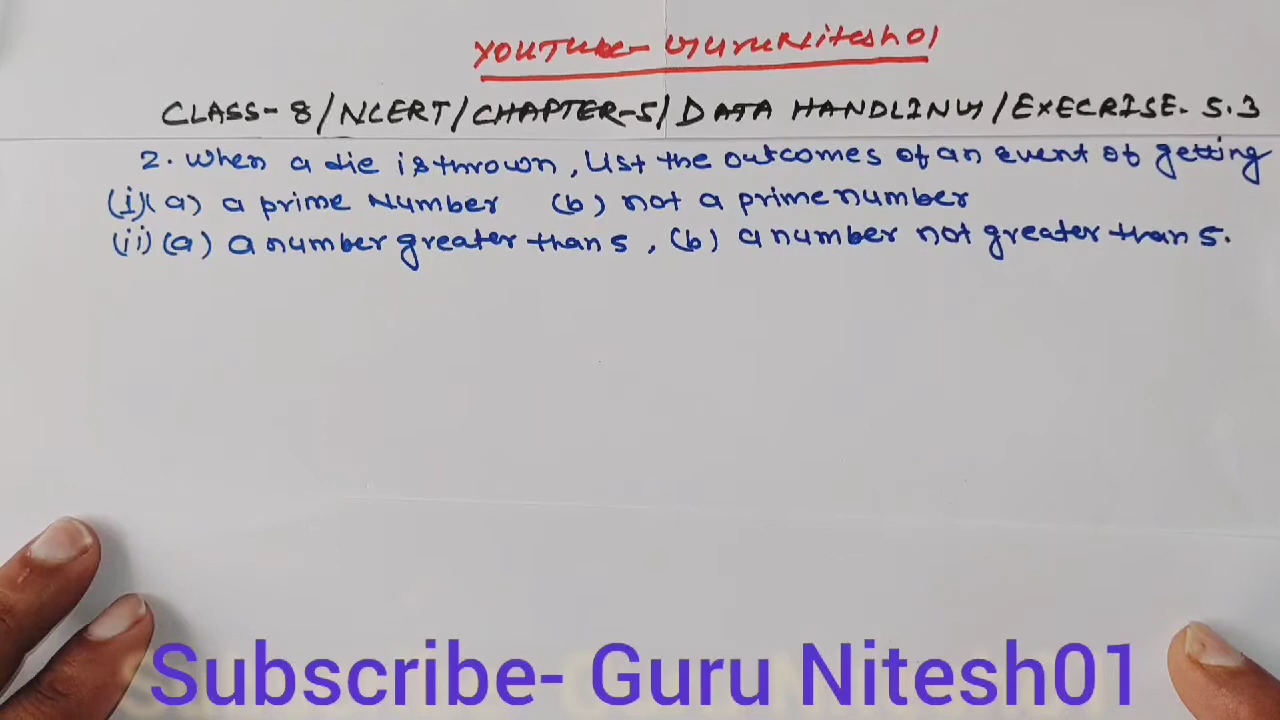 YOUTube- GuruNitesh01
CLASS-8/NCERT/CHAPTER-5/DATA HANDLING/EXECRISE. 5.3
2. When a die is thrown, List the outcomes of an event of getting
(i)(a) a prime Number (b) not a prime number
(ii)(a) a number greater than 5, (b) a number not greater than 5.
Subscribe- Guru Nitesh01